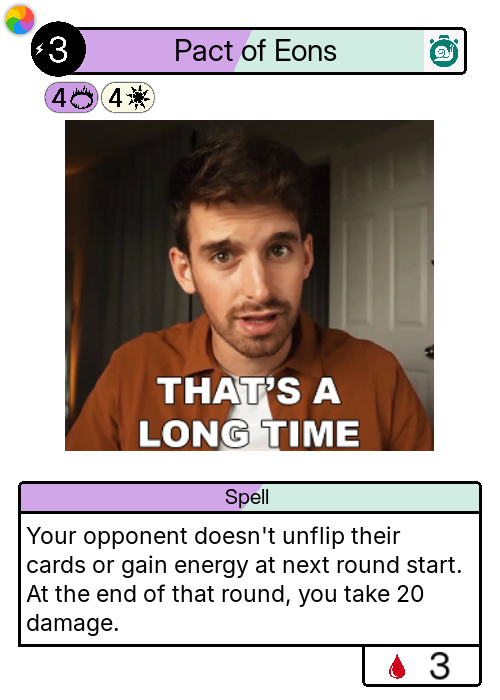 3
Pact of Eons
4 4
THAT'S A
LONG TIME
Spell
Your opponent doesn't unflip their
cards or gain energy at next round start.
At the end of that round, you take 20
damage.
3